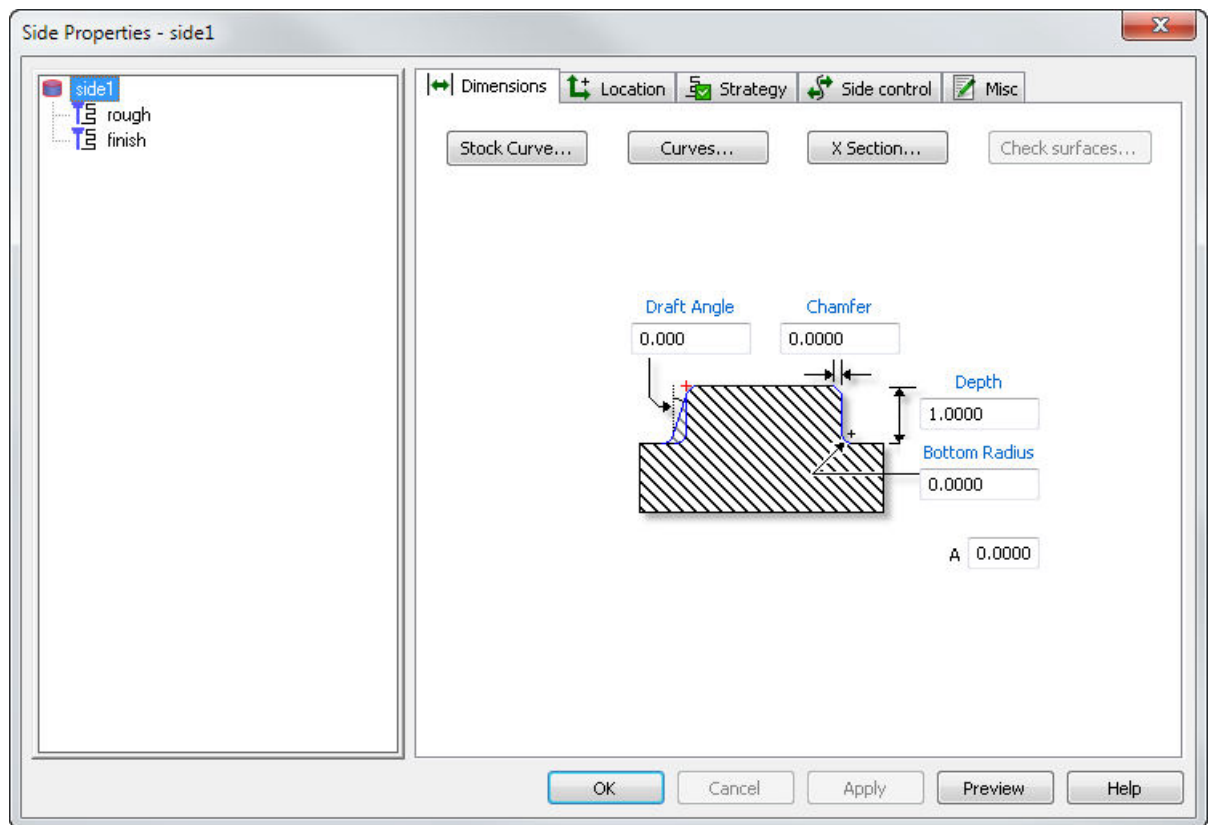 Side Properties - side1
side1
rough
finish
Dimensions Location Strategy Side control Misc
Stock Curve... Curves... X Section... Check surfaces...
Draft Angle Chamfer
0.000 0.0000
Depth
1.0000
Bottom Radius
0.0000
A 0.0000
OK Cancel Apply Preview Help